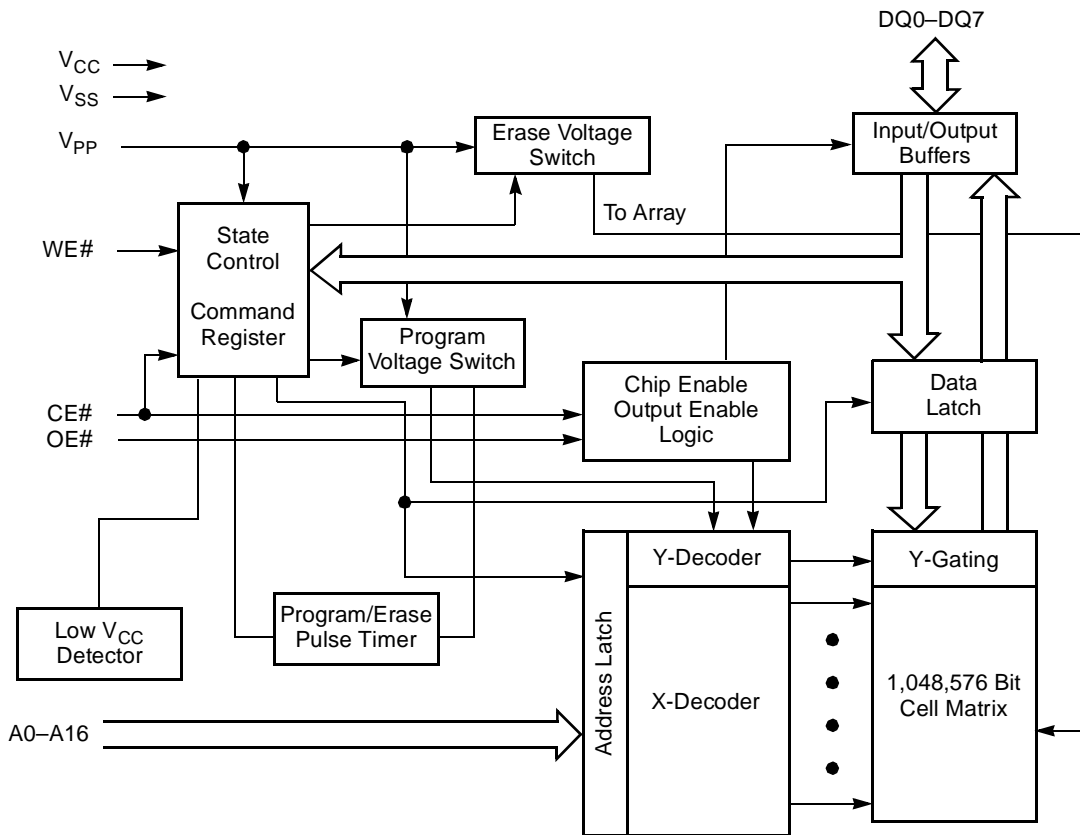 DQ0–DQ7
VCC
VSS
VPP
Erase Voltage
Switch
Input/Output
Buffers
To Array
WE#
State
Control
Command
Register
Program
Voltage Switch
Chip Enable
Output Enable
Logic
Data
Latch
CE#
OE#
Y-Decoder
Y-Gating
Low VCC
Detector
Program/Erase
Pulse Timer
Address Latch
X-Decoder
1,048,576 Bit
Cell Matrix
A0–A16